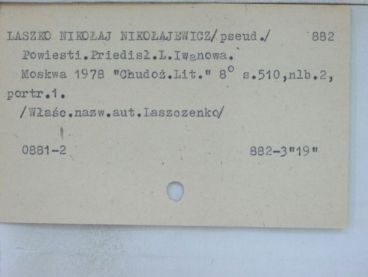 LASZKO NIKOŁAJ NIKOŁAJEWICZ/pseud./ 882
Powiesti.Priedisł.L.Iwanowa.
Moskwa 1978 "Chudoż.Lit." 8° s.510,nlb.2,
portr.1.
/Właśc.nazw.aut.Laszczenko/
0881-2 882-3"19"